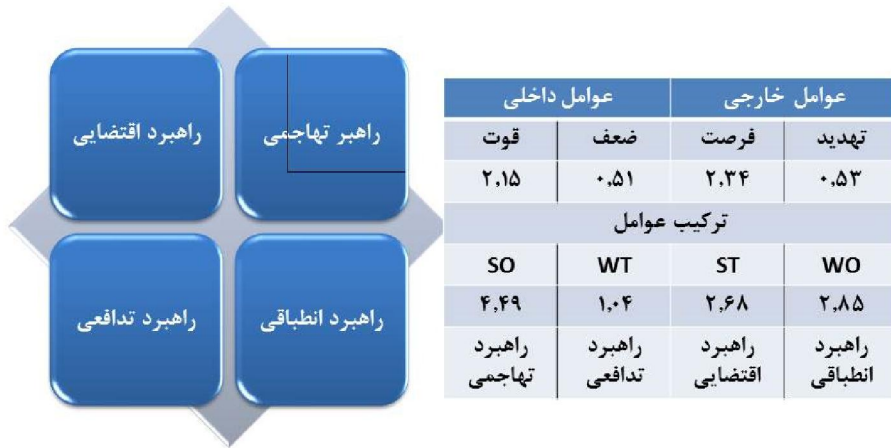 راهبرد اقتضایی
راهبر تهاجمی
راهبرد تدافعی
راهبرد انطباقی
عوامل خارجی
عوامل داخلی
تهدید
فرصت
ضعف
قوت
۰,۵۳
۲,۳۴
۰,۵۱
۲,۱۵
ترکیب عوامل
WO
ST
WT
SO
۲,۸۵
۲,۶۸
۱,۰۴
۴,۴۹
راهبرد
انطباقی
راهبرد
اقتضایی
راهبرد
تدافعی
راهبرد
تهاجمی